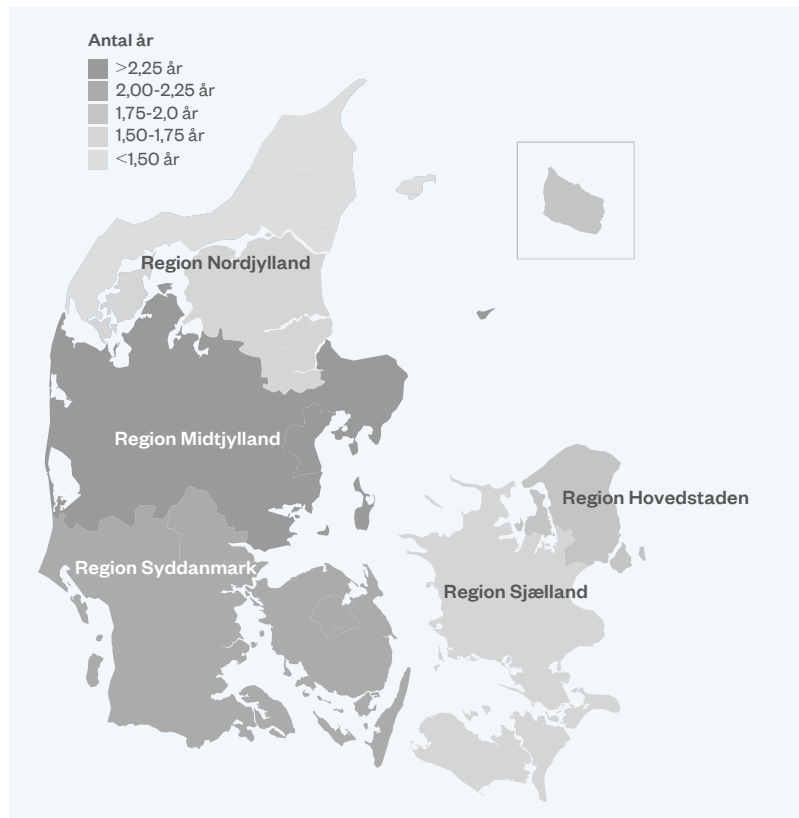 Antal år
>2,25 år
2,00-2,25 år
1,75-2,0 år
1,50-1,75 år
<1,50 år
Region Nordjylland
Region Midtjylland
Region Hovedstaden
Region Syddanmark
Region Sjælland